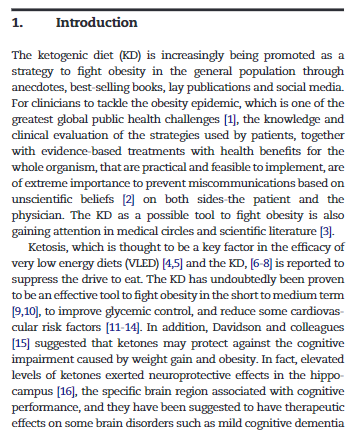 1. Introduction
The ketogenic diet (KD) is increasingly being promoted as a
strategy to fight obesity in the general population through
anecdotes, best-selling books, lay publications and social media.
For clinicians to tackle the obesity epidemic, which is one of the
greatest global public health challenges [1], the knowledge and
clinical evaluation of the strategies used by patients, together
with evidence-based treatments with health benefits for the
whole organism, that are practical and feasible to implement, are
of extreme importance to prevent miscommunications based on
unscientific beliefs [2] on both sides-the patient and the
physician. The KD as a possible tool to fight obesity is also
gaining attention in medical circles and scientific literature [3].
Ketosis, which is thought to be a key factor in the efficacy of
very low energy diets (VLED) [4,5] and the KD, [6-8] is reported to
suppress the drive to eat. The KD has undoubtedly been proven
to be an effective tool to fight obesity in the short to medium term
[9,10], to improve glycemic control, and reduce some cardiovas-
cular risk factors [11-14]. In addition, Davidson and colleagues
[15] suggested that ketones may protect against the cognitive
impairment caused by weight gain and obesity. In fact, elevated
levels of ketones exerted neuroprotective effects in the hippo-
campus [16], the specific brain region associated with cognitive
performance, and they have been suggested to have therapeutic
effects on some brain disorders such as mild cognitive dementia